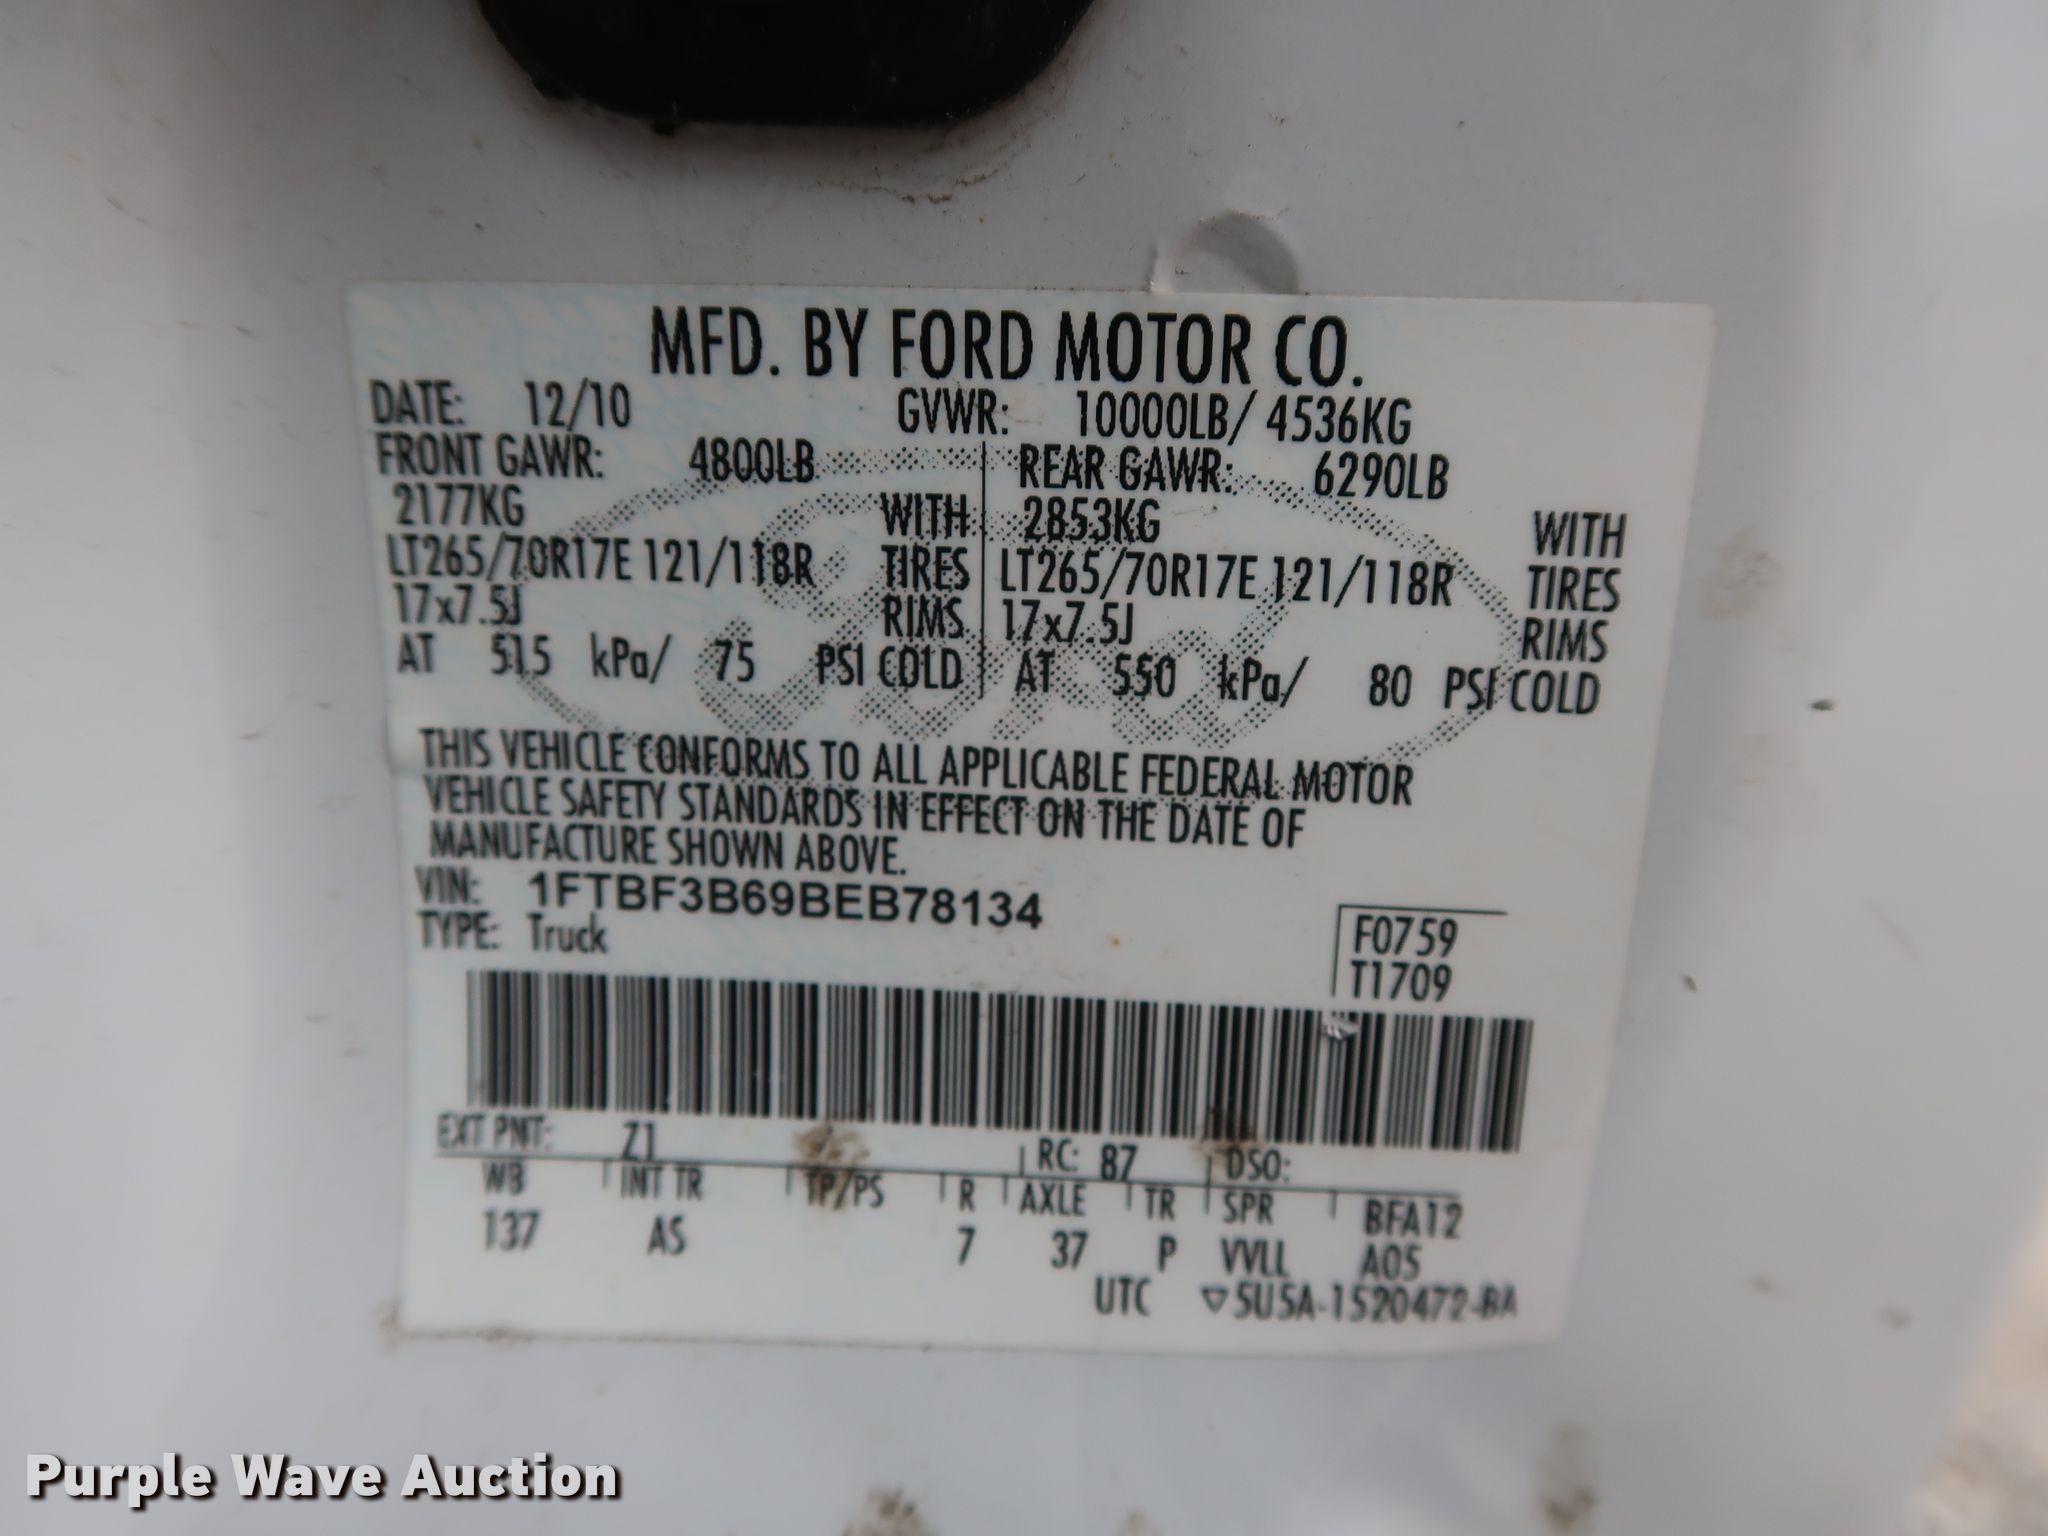 MFD. BY FORD MOTOR CO.
DATE: 12/10 GVWR: 10000LB/ 4536KG
FRONT GAWR: 4800LB REAR GAWR: 6290LB
2177KG WITH 2853KG WITH
LT265/70R17E 121/118R TIRES LT265/70R17E 121/118R TIRES
17x7.5J RIMS 17x7.5J RIMS
AT 515 kPa/ 75 PSI COLD AT 550 kPa/ 80 PSI COLD
THIS VEHICLE CONFORMS TO ALL APPLICABLE FEDERAL MOTOR
VEHICLE SAFETY STANDARDS IN EFFECT ON THE DATE OF
MANUFACTURE SHOWN ABOVE.
VIN: 1FTBF3B69BEB78134
TYPE: Truck
F0759
T1709
EXT PNT: Z1 RC: 87 DSO:
WB INT TR TP/PS R AXLE TR SPR BFA12
137 AS 7 37 P VVLL A05
UTC ▽5U5A-1520472-BA
Ford
Purple Wave Auction